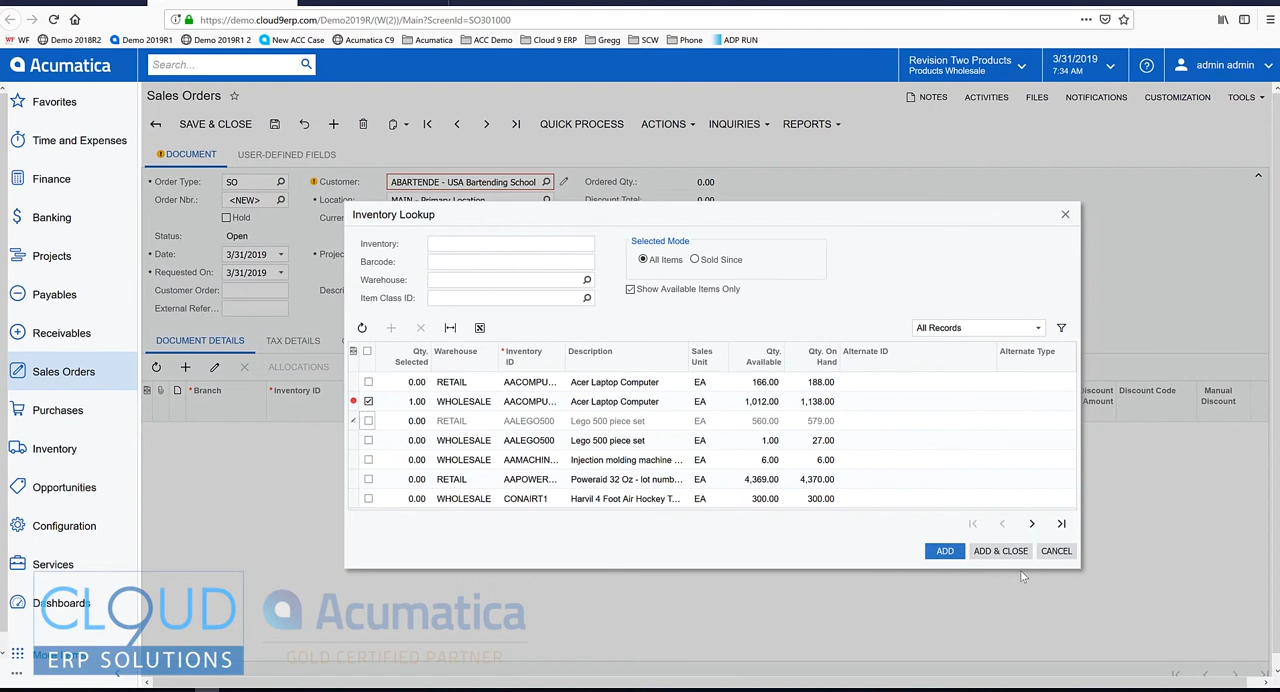 https://demo.cloud9erp.com/Demo2019R/(W(2))/Main?ScreenId=SO301000
WF Demo 2018R2 Demo 2019R1 Demo 2019R1 2 New ACC Case Acumatica C9 Acumatica ACC Demo Cloud 9 ERP Gregg SCW Phone ADP RUN
Acumatica
Search...
Revision Two Products
Products Wholesale
3/31/2019
7:34 AM
admin admin
Favorites
Time and Expenses
Finance
Banking
Projects
Payables
Receivables
Sales Orders
Purchases
Inventory
Opportunities
Configuration
Services
Dashboards
Sales Orders
NOTES ACTIVITIES FILES NOTIFICATIONS CUSTOMIZATION TOOLS
SAVE & CLOSE QUICK PROCESS ACTIONS INQUIRIES REPORTS
DOCUMENT USER-DEFINED FIELDS
Order Type: SO Customer: ABARTENDE - USA Bartending School Ordered Qty.: 0.00
Order Nbr.: <NEW> Location: MAIN - Primary Location Discount Total: 0.00
Hold Curre
Status: Open
Date: 3/31/2019 Projec
Requested On: 3/31/2019
Customer Order: Descri
External Refer...
DOCUMENT DETAILS TAX DETAILS
ALLOCATIONS
Branch Inventory ID
Discount Amount Discount Code Manual Discount
Inventory Lookup
Inventory:
Barcode:
Warehouse:
Item Class ID:
Selected Mode
All Items Sold Since
Show Available Items Only
All Records
Qty. Selected Warehouse Inventory ID Description Sales Unit Qty. Available Qty. On Hand Alternate ID Alternate Type
0.00 RETAIL AACOMPU... Acer Laptop Computer EA 166.00 188.00
1.00 WHOLESALE AACOMPU... Acer Laptop Computer EA 1,012.00 1,138.00
0.00 RETAIL AALEGO500 Lego 500 piece set EA 560.00 579.00
0.00 WHOLESALE AALEGO500 Lego 500 piece set EA 1.00 27.00
0.00 WHOLESALE AAMACHIN... Injection molding machine ... EA 6.00 6.00
0.00 RETAIL AAPOWER... Poweraid 32 Oz - lot numb... EA 4,369.00 4,370.00
0.00 WHOLESALE CONAIRT1 Harvil 4 Foot Air Hockey T... EA 300.00 300.00
ADD ADD & CLOSE CANCEL
CLOUD9
ERP SOLUTIONS
Acumatica
GOLD CERTIFIED PARTNER